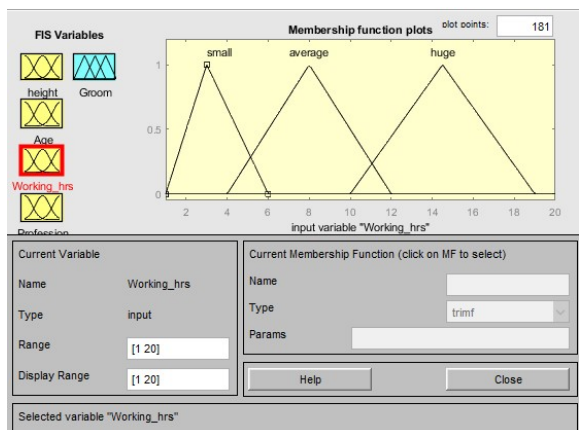 FIS Variables
Membership function plots
plot points:
181
height
Groom
Age
Working_hrs
Profession
small
average
huge
1
0.5
0
2 4 6 8 10 12 14 16 18 20
input variable "Working_hrs"
Current Variable
Name Working_hrs
Type input
Range [1 20]
Display Range [1 20]
Current Membership Function (click on MF to select)
Name
Type trimf
Params
Help
Close
Selected variable "Working_hrs"